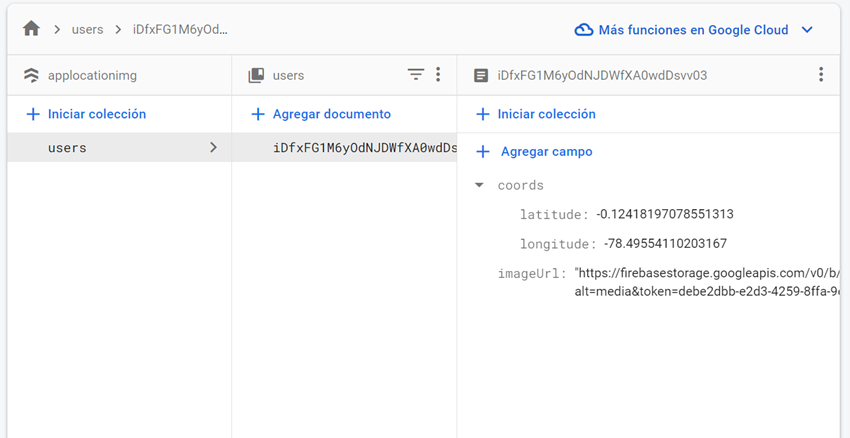 users
iDfxFG1M6yOd…
Más funciones en Google Cloud
applocationimg
users
iDfxFG1M6yOdNJDWfXA0wdDsvv03
Iniciar colección
Agregar documento
Iniciar colección
users
iDfxFG1M6yOdNJDWfXA0wdDs
Agregar campo
coords
latitude: -0.12418197078551313
longitude: -78.49554110203167
imageUrl: "https://firebasestorage.googleapis.com/v0/b/
alt=media&token=debe2dbb-e2d3-4259-8ffa-9